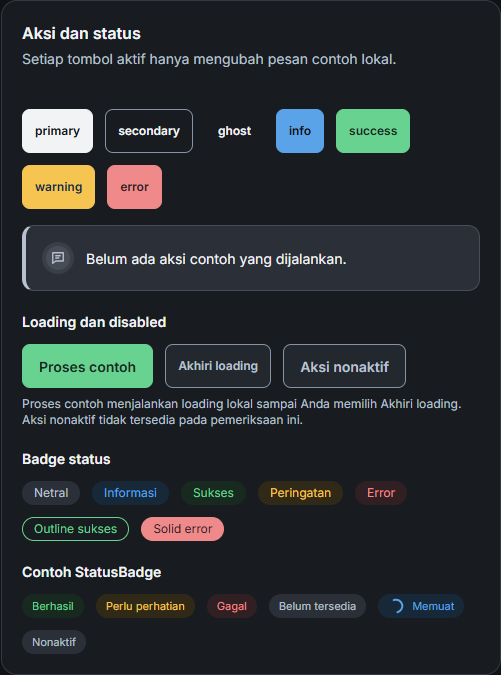 Aksi dan status
Setiap tombol aktif hanya mengubah pesan contoh lokal.
primary secondary ghost info success
warning error
Belum ada aksi contoh yang dijalankan.
Loading dan disabled
Proses contoh Akhiri loading Aksi nonaktif
Proses contoh menjalankan loading lokal sampai Anda memilih Akhiri loading.
Aksi nonaktif tidak tersedia pada pemeriksaan ini.
Badge status
Netral Informasi Sukses Peringatan Error
Outline sukses Solid error
Contoh StatusBadge
Berhasil Perlu perhatian Gagal Belum tersedia Memuat
Nonaktif